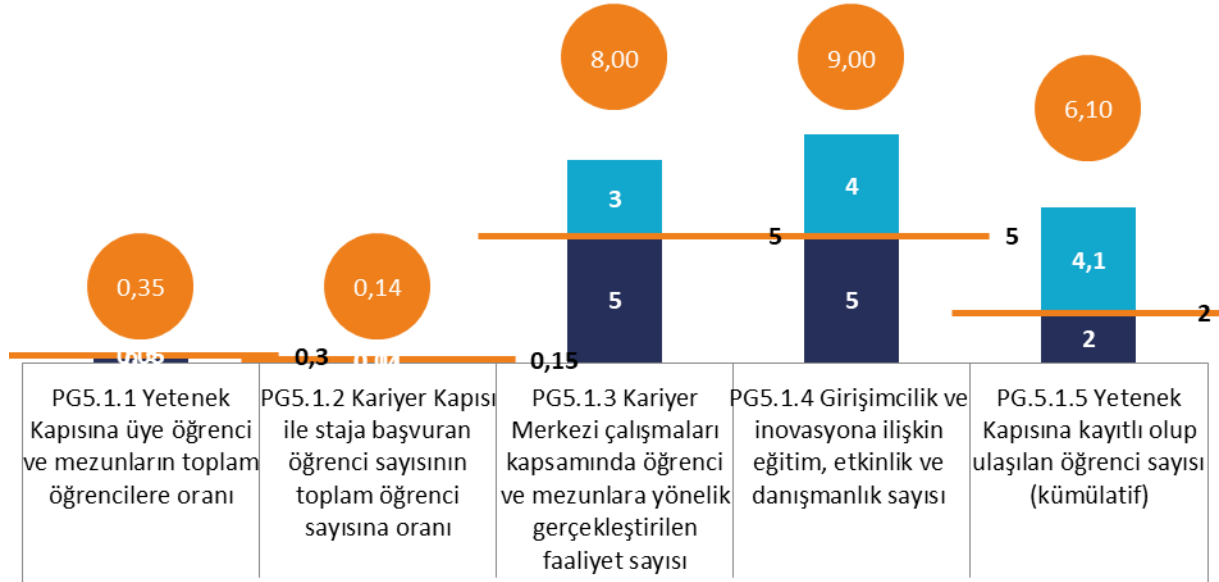 8,00
9,00
6,10
0,35
0,14
3
4
4,1
5
5
5
5
2
2
0,3
0,15
PG5.1.1 Yetenek
Kapısına üye öğrenci
ve mezunların toplam
öğrencilere oranı
PG5.1.2 Kariyer Kapısı
ile staja başvuran
öğrenci sayısının
toplam öğrenci
sayısına oranı
PG5.1.3 Kariyer
Merkezi çalışmaları
kapsamında öğrenci
ve mezunlara yönelik
gerçekleştirilen
faaliyet sayısı
PG5.1.4 Girişimcilik ve
inovasyona ilişkin
eğitim, etkinlik ve
danışmanlık sayısı
PG.5.1.5 Yetenek
Kapısına kayıtlı olup
ulaşılan öğrenci sayısı
(kümülatif)